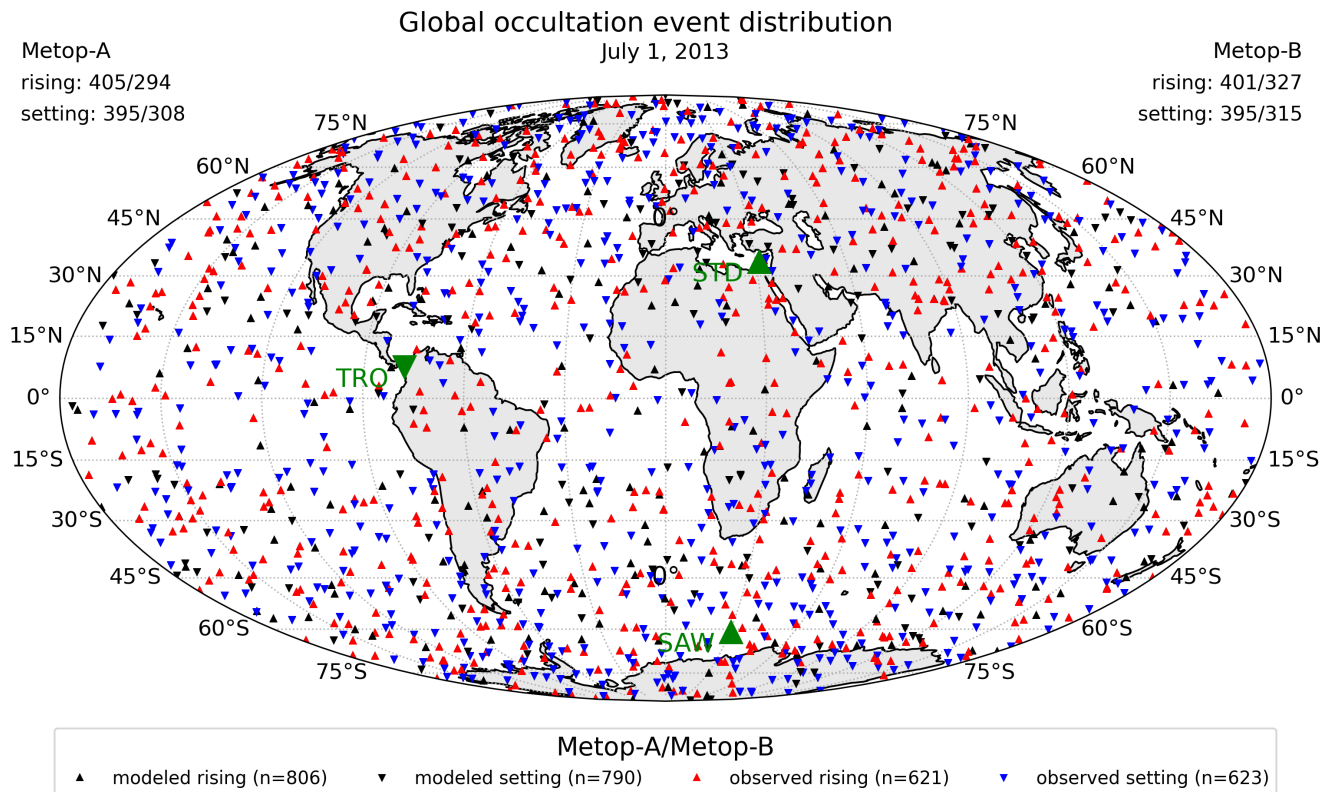 Global occultation event distribution
July 1, 2013
Metop-A
rising: 405/294
setting: 395/308
Metop-B
rising: 401/327
setting: 395/315
75°N 75°N
60°N 60°N
45°N 0° 45°N
30°N STD 30°N
15°N 15°N
TRO
0° 0°
15°S 15°S
30°S 30°S
45°S 0° 45°S
60°S 60°S
SAW
75°S 75°S
Metop-A/Metop-B
modeled rising (n=806) modeled setting (n=790) observed rising (n=621) observed setting (n=623)